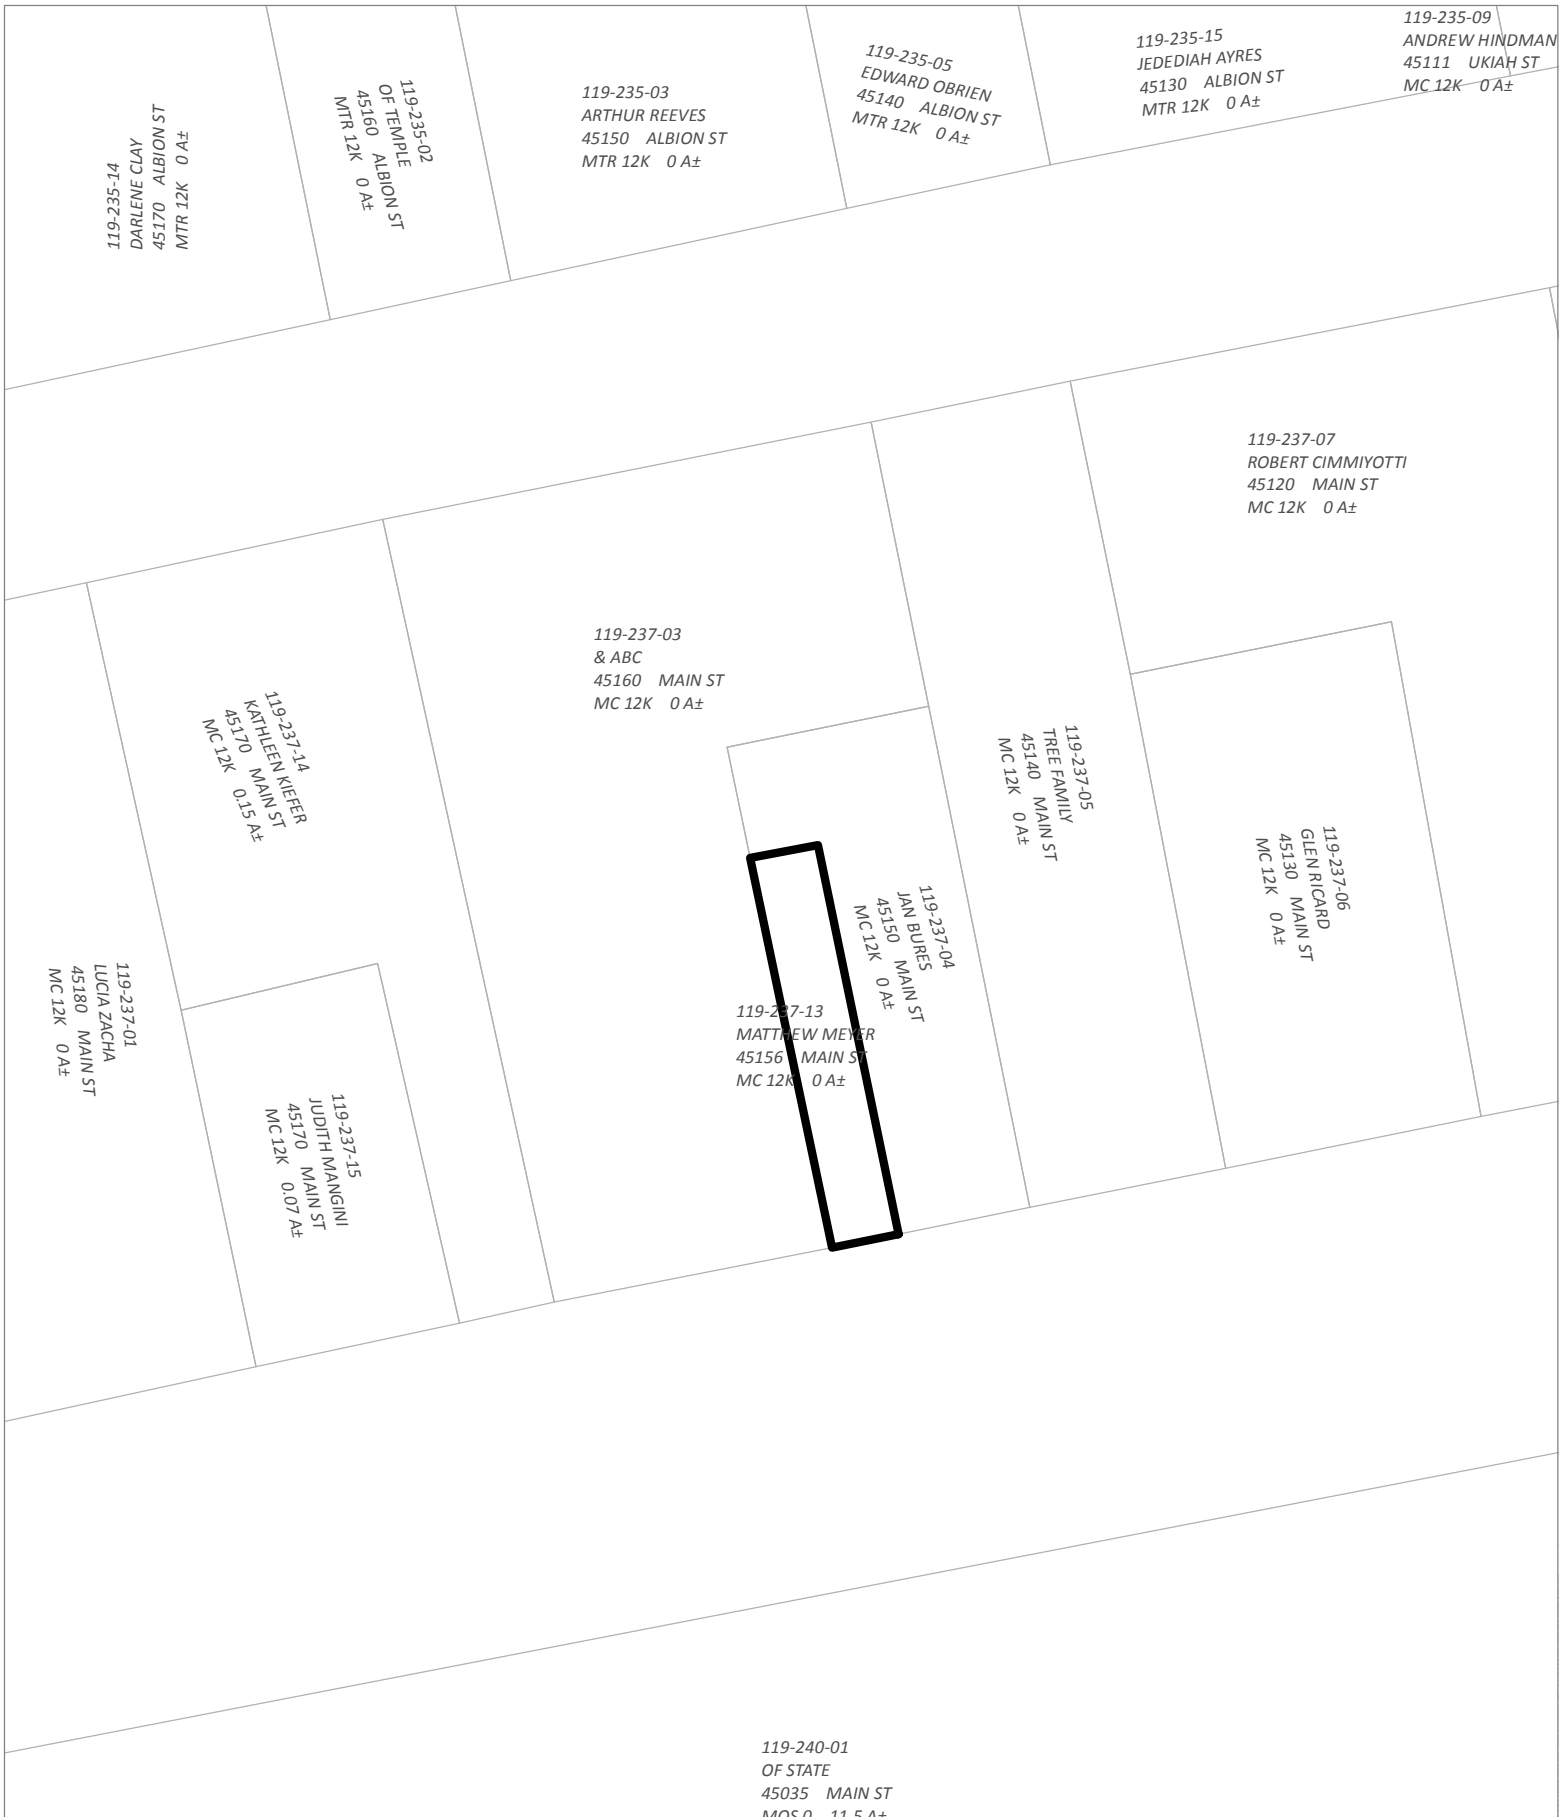 119-235-14
DARLENE CLAY
45170 ALBION ST
MTR 12K 0 A±
119-235-02
OF TEMPLE
45160 ALBION ST
MTR 12K 0 A±
119-235-03
ARTHUR REEVES
45150 ALBION ST
MTR 12K 0 A±
119-235-05
EDWARD OBRIEN
45140 ALBION ST
MTR 12K 0 A±
119-235-15
JEDEDIAH AYRES
45130 ALBION ST
MTR 12K 0 A±
119-235-09
ANDREW HINDMAN
45111 UKIAH ST
MC 12K 0 A±
119-237-07
ROBERT CIMMIYOTTI
45120 MAIN ST
MC 12K 0 A±
119-237-03
& ABC
45160 MAIN ST
MC 12K 0 A±
119-237-14
KATHLEEN KIEFER
45170 MAIN ST
MC 12K 0.15 A±
119-237-05
TREE FAMILY
45140 MAIN ST
MC 12K 0 A±
119-237-06
GLEN RICARD
45130 MAIN ST
MC 12K 0 A±
119-237-04
JAN BURES
45150 MAIN ST
MC 12K 0 A±
119-237-01
LUCIA ZACHA
45180 MAIN ST
MC 12K 0 A±
119-237-13
MATTHEW MEYER
45156 MAIN ST
MC 12K 0 A±
119-237-15
JUDITH MANGINI
45170 MAIN ST
MC 12K 0.07 A±
119-240-01
OF STATE
45035 MAIN ST
MOS 0 11.5 A±